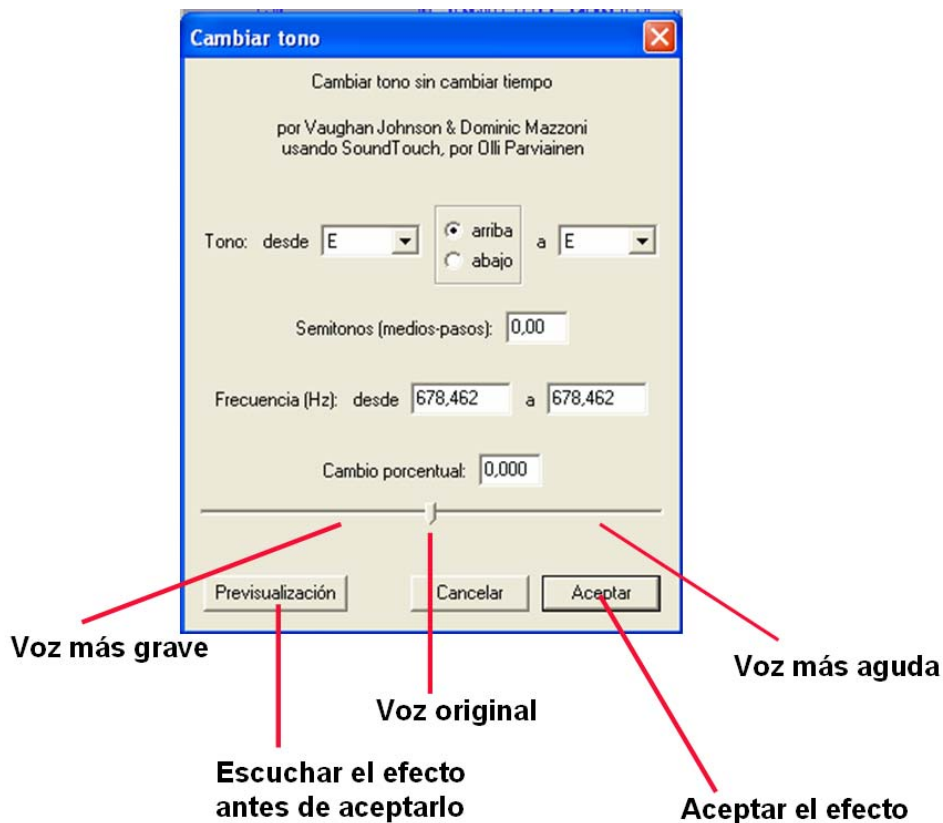 Cambiar tono
Cambiar tono sin cambiar tiempo
por Vaughan Johnson & Dominic Mazzoni
usando SoundTouch, por Olli Parviainen
Tono: desde E arriba a E
abajo
Semitonos (medios-pasos): 0,00
Frecuencia (Hz): desde 678,462 a 678,462
Cambio porcentual: 0,000
Previsualización Cancelar Aceptar
Voz más grave
Voz más aguda
Voz original
Escuchar el efecto
antes de aceptarlo
Aceptar el efecto